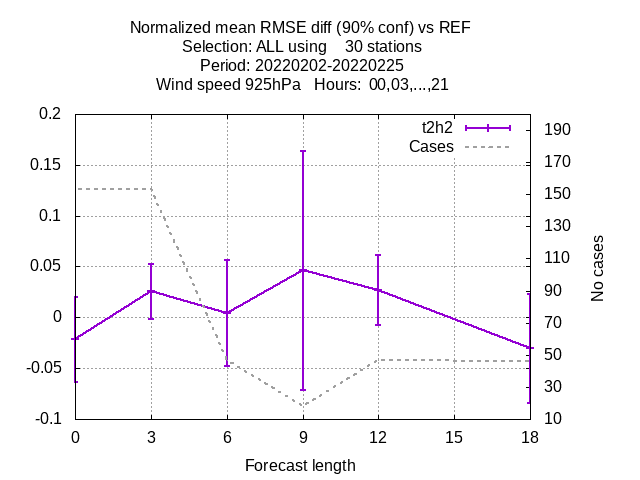 Normalized mean RMSE diff (90% conf) vs REF
Selection: ALL using    30 stations
Period: 20220202-20220225
Wind speed 925hPa   Hours:  00,03,...,21
t2h2
Cases
0.2
0.15
0.1
0.05
0
-0.05
-0.1
190
170
150
130
110
90
70
50
30
10
No cases
0 3 6 9 12 15 18
Forecast length